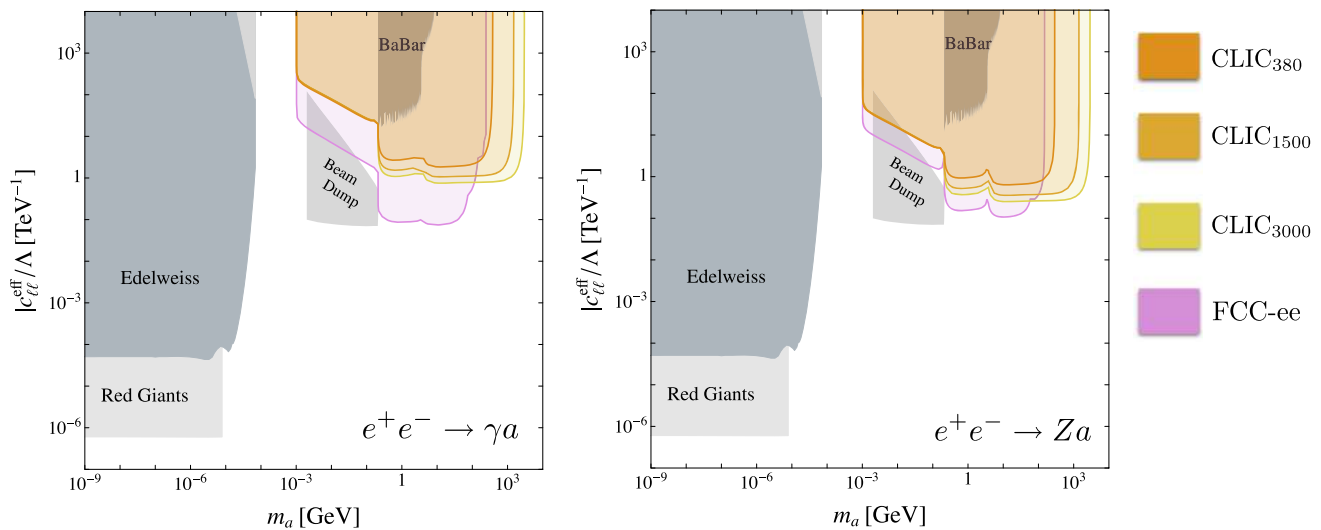 10^3
1
10^-3
10^-6
|c_ℓℓ^eff/Λ [TeV^-1]
BaBar
Beam
Dump
Edelweiss
Red Giants
e^+e^- → γa
10^-9
10^-6
10^-3
1
10^3
m_a [GeV]
10^3
1
10^-3
10^-6
|c_ℓℓ^eff/Λ [TeV^-1]
BaBar
Beam
Dump
Edelweiss
Red Giants
e^+e^- → Za
10^-9
10^-6
10^-3
1
10^3
m_a [GeV]
CLIC_380
CLIC_1500
CLIC_3000
FCC-ee